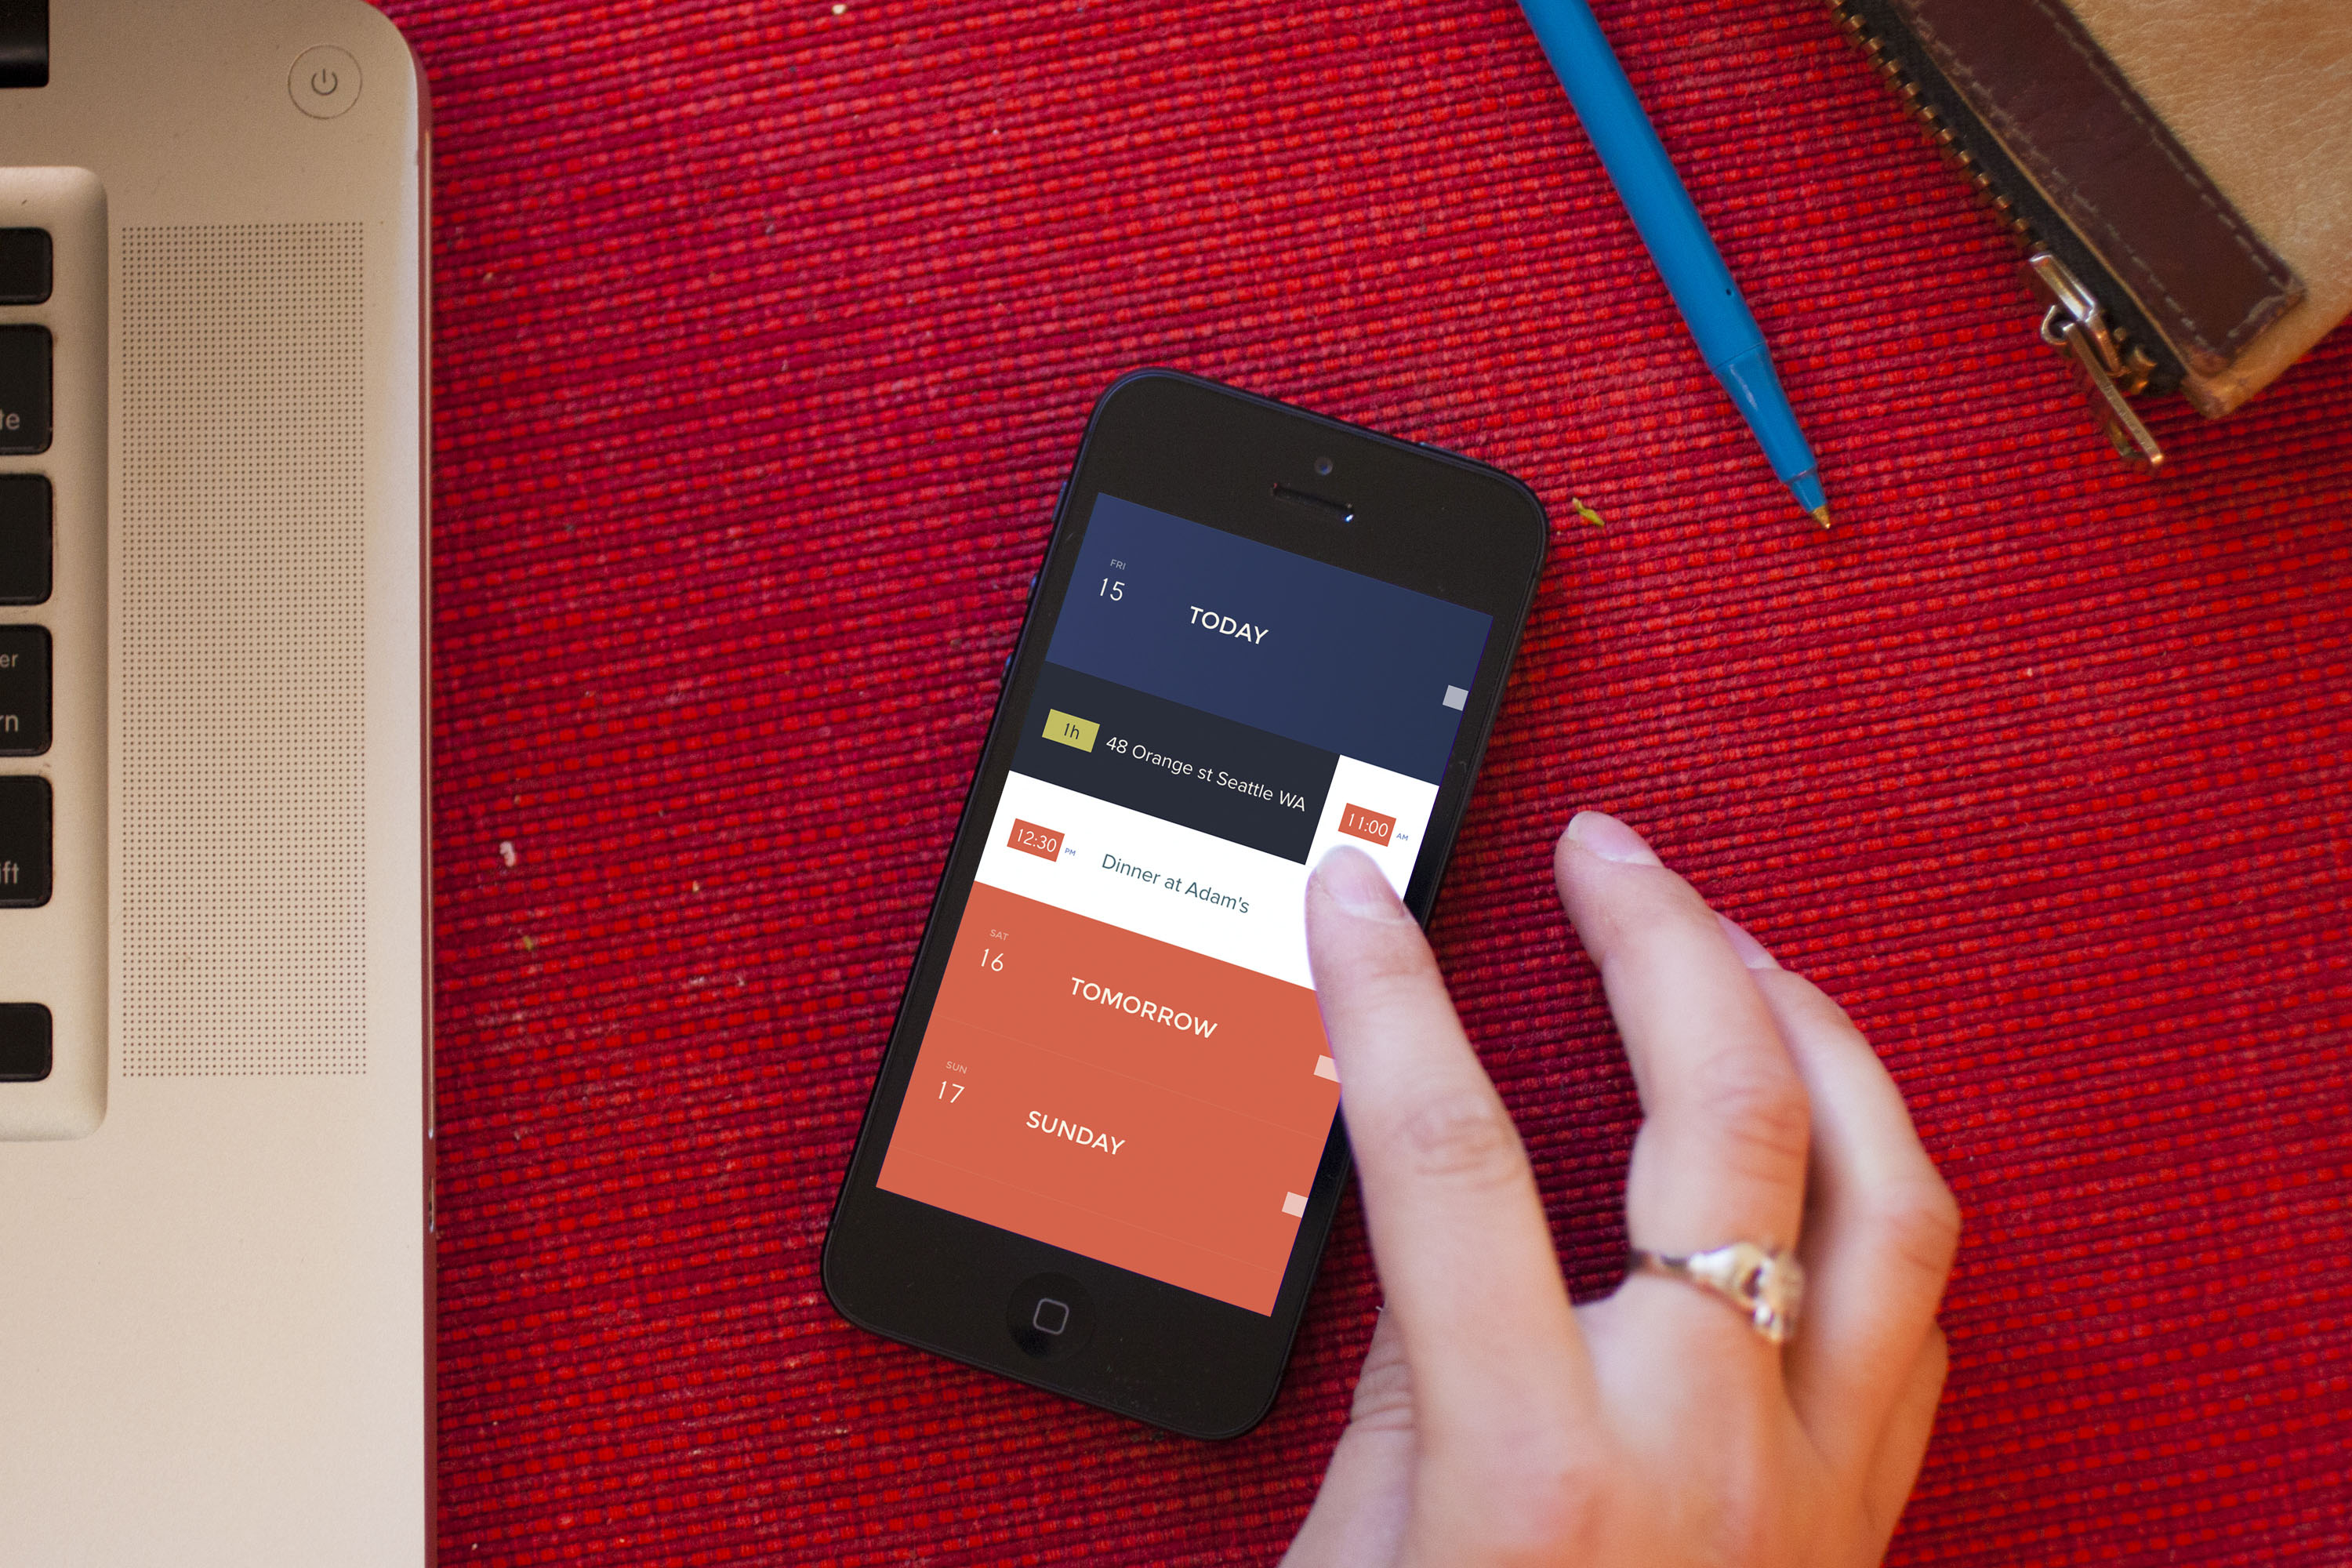 te
er
rn
ift
FRI
15
TODAY
1h
48 Orange st Seattle WA
11:00 AM
12:30 PM
Dinner at Adam's
SAT
16
TOMORROW
SUN
17
SUNDAY